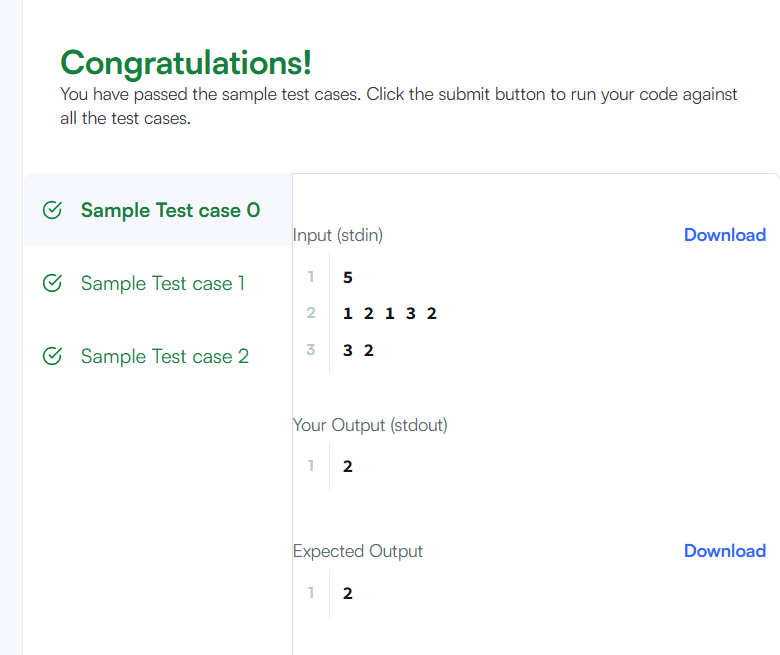 Congratulations!
You have passed the sample test cases. Click the submit button to run your code against
all the test cases.
Sample Test case 0
Sample Test case 1
Sample Test case 2
Input (stdin)
Download
1 5
2 1 2 1 3 2
3 3 2
Your Output (stdout)
1 2
Expected Output
Download
1 2